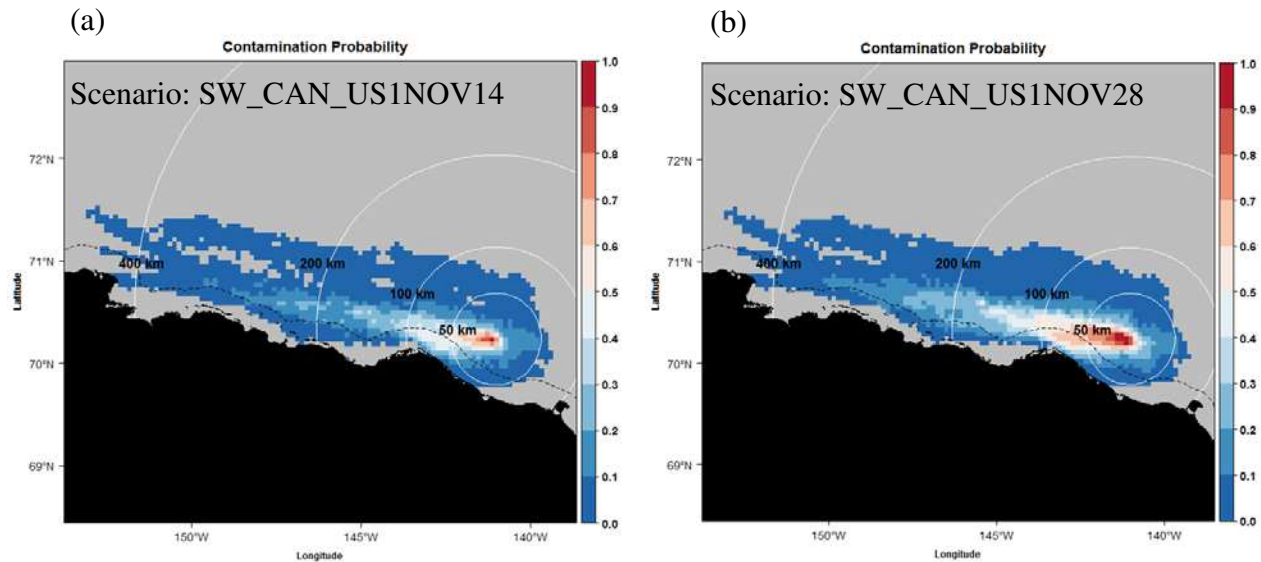 (a)
Contamination Probability
Scenario: SW_CAN_US1NOV14
72°N
71°N
70°N
69°N
Latitude
400 km
200 km
100 km
50 km
150°W
145°W
140°W
Longitude
1.0
0.9
0.8
0.7
0.6
0.5
0.4
0.3
0.2
0.1
0.0
(b)
Contamination Probability
Scenario: SW_CAN_US1NOV28
72°N
71°N
70°N
69°N
Latitude
400 km
200 km
100 km
50 km
150°W
145°W
140°W
Longitude
1.0
0.9
0.8
0.7
0.6
0.5
0.4
0.3
0.2
0.1
0.0